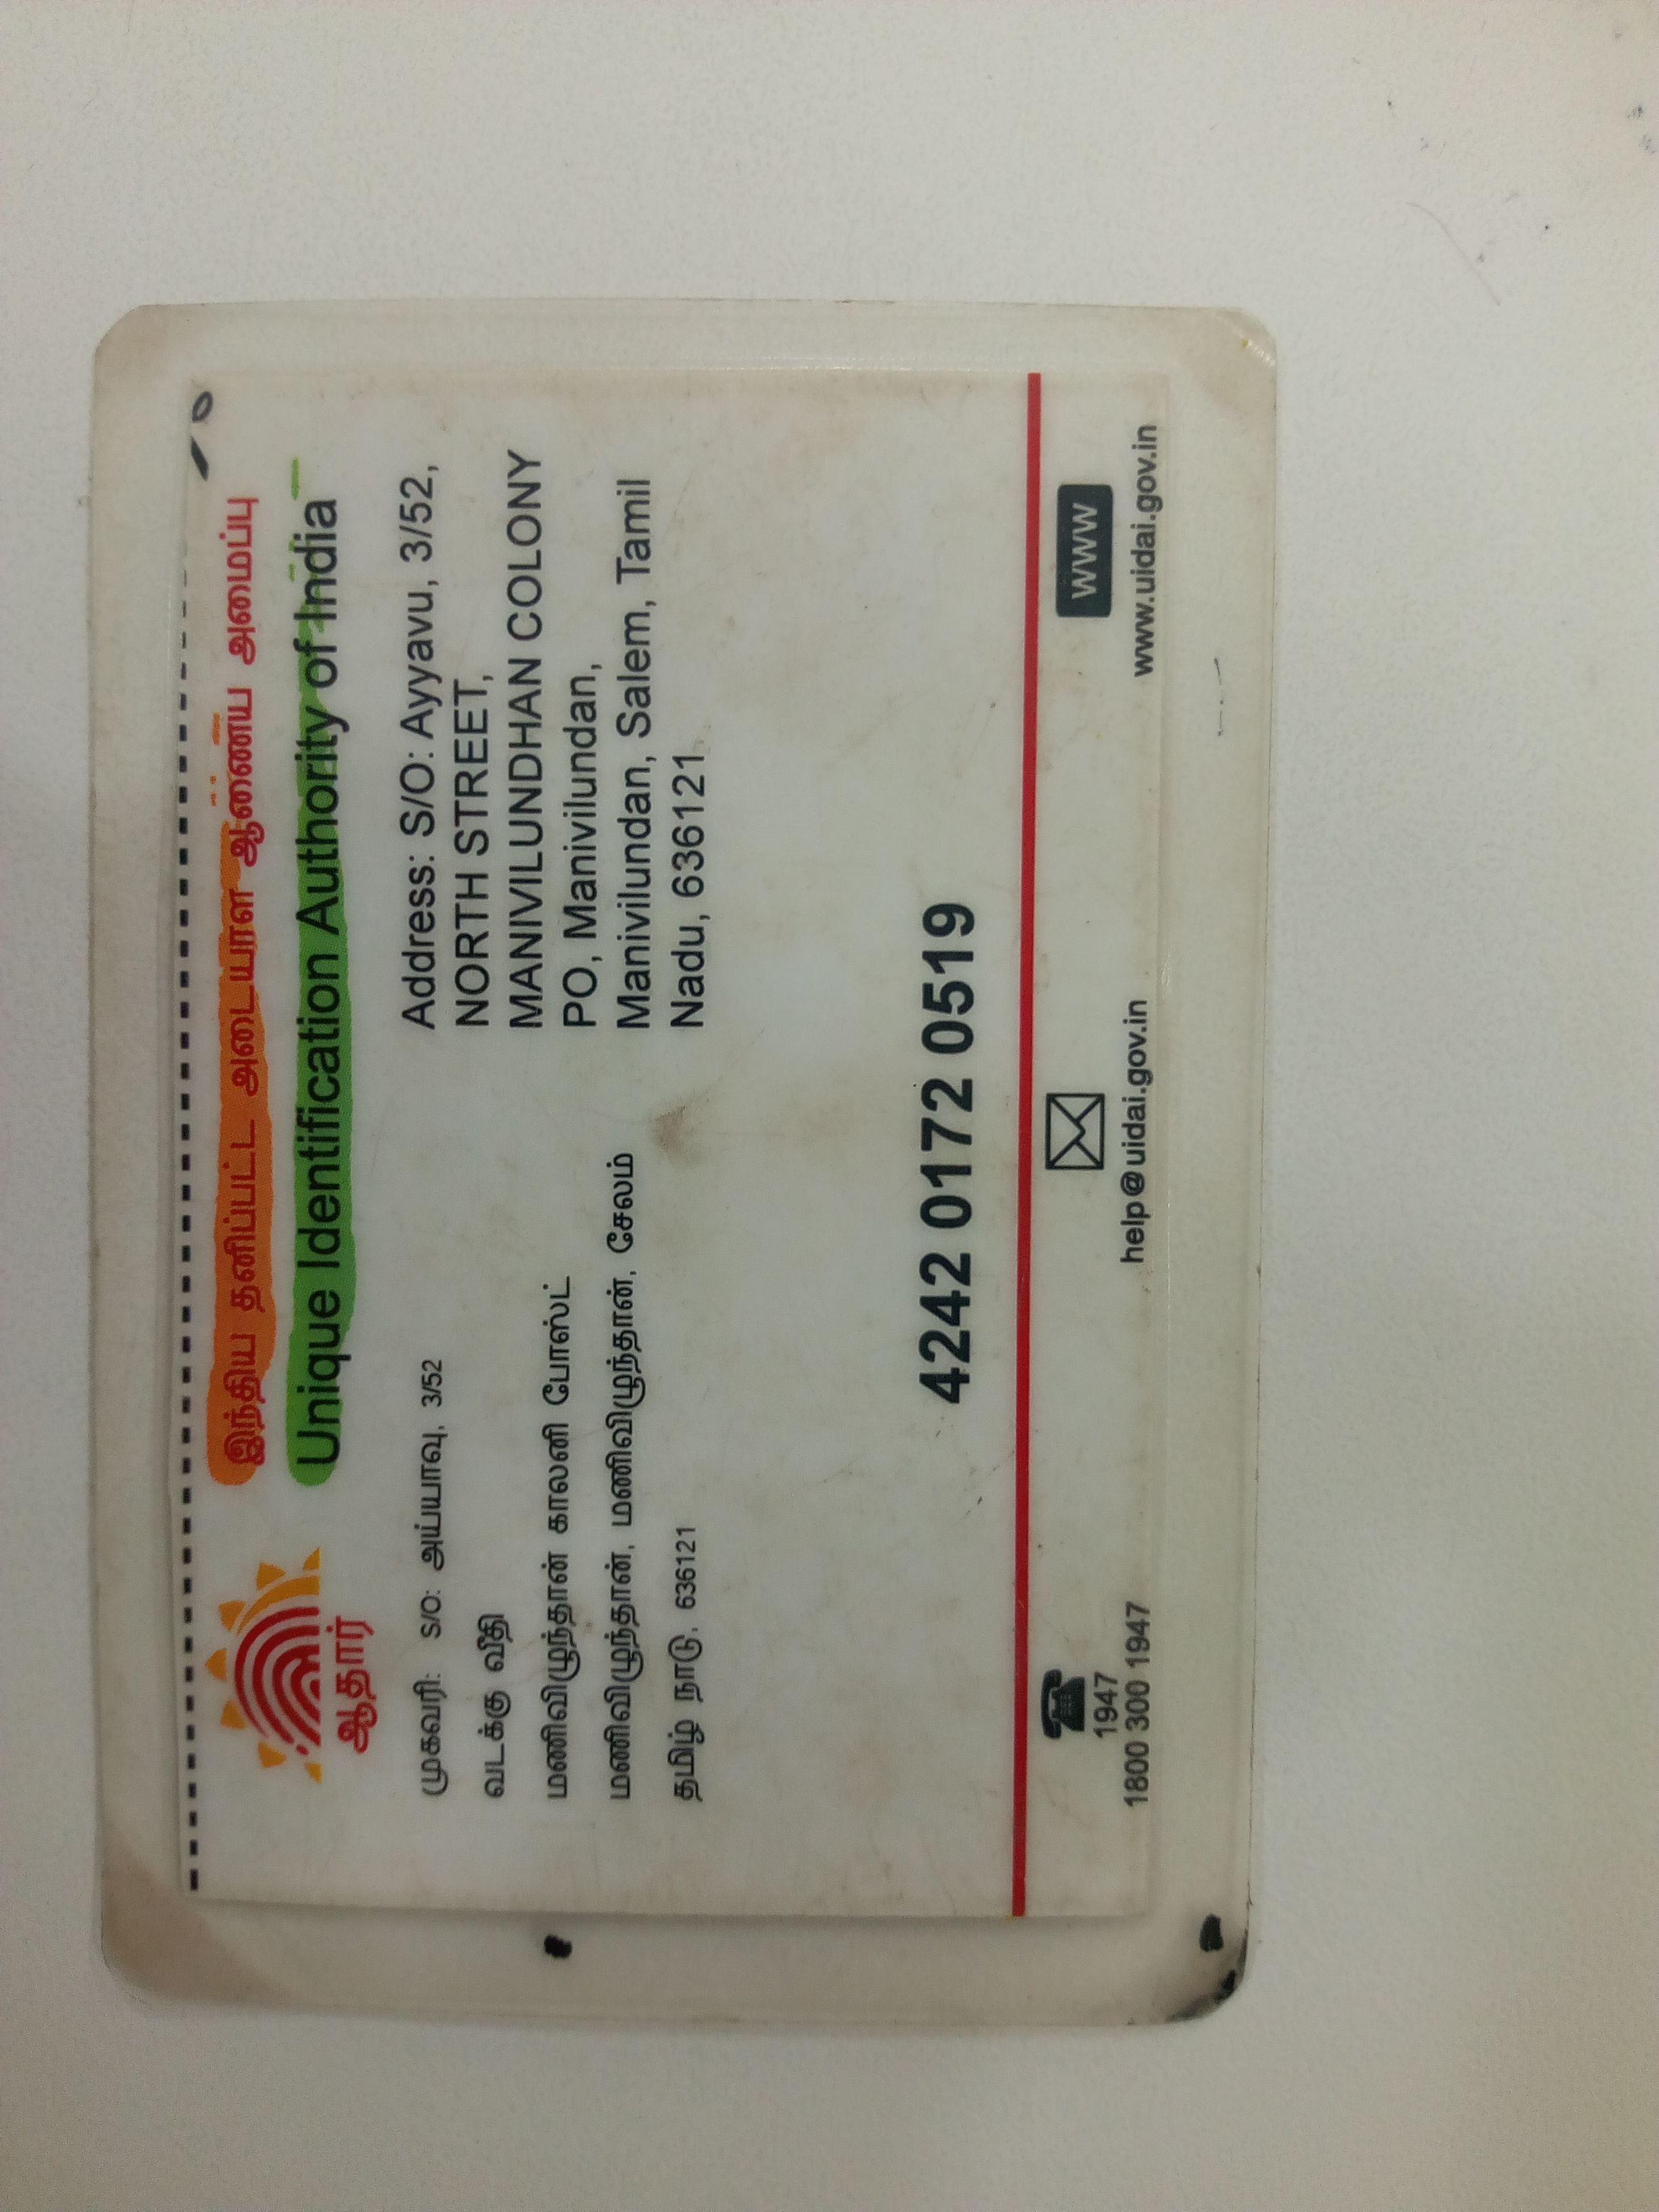 ஆதார்
இந்திய தனிப்பட்ட அடையாள ஆணைய அமைப்பு
Unique Identification Authority of India
முகவரி: S/O: அய்யாவு, 3/52
வடக்கு வீதி
மணிவிழுந்தான் காலனி போஸ்ட்
மணிவிழுந்தான், மணிவிழுந்தான், சேலம்
தமிழ் நாடு, 636121
Address: S/O: Ayyavu, 3/52,
NORTH STREET,
MANIVILUNDHAN COLONY
PO, Manivilundan,
Manivilundan, Salem, Tamil
Nadu, 636121
4242 0172 0519
1947
1800 300 1947
help@uidai.gov.in
WWW
www.uidai.gov.in